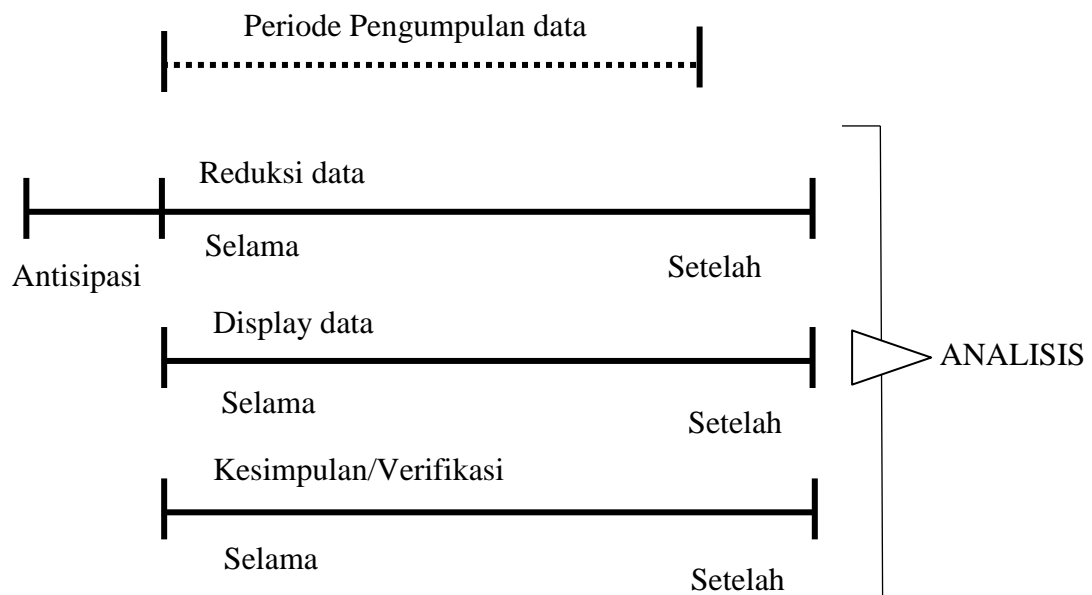 Periode Pengumpulan data
Reduksi data
Selama
Setelah
Antisipasi
Display data
ANALISIS
Selama
Setelah
Kesimpulan/Verifikasi
Selama
Setelah